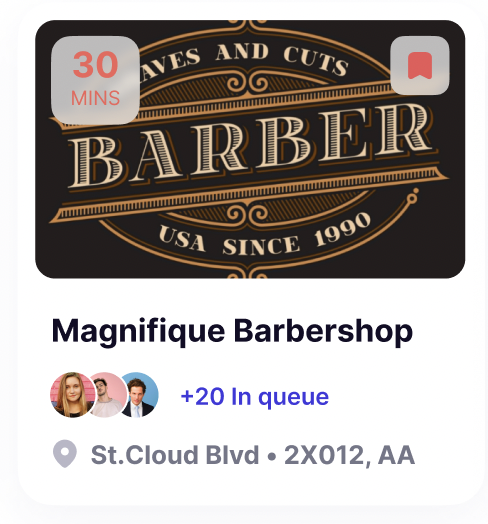 30
MINS
AVES AND CUTS
BARBER
USA SINCE 1990
Magnifique Barbershop
+20 In queue
St.Cloud Blvd • 2X012, AA